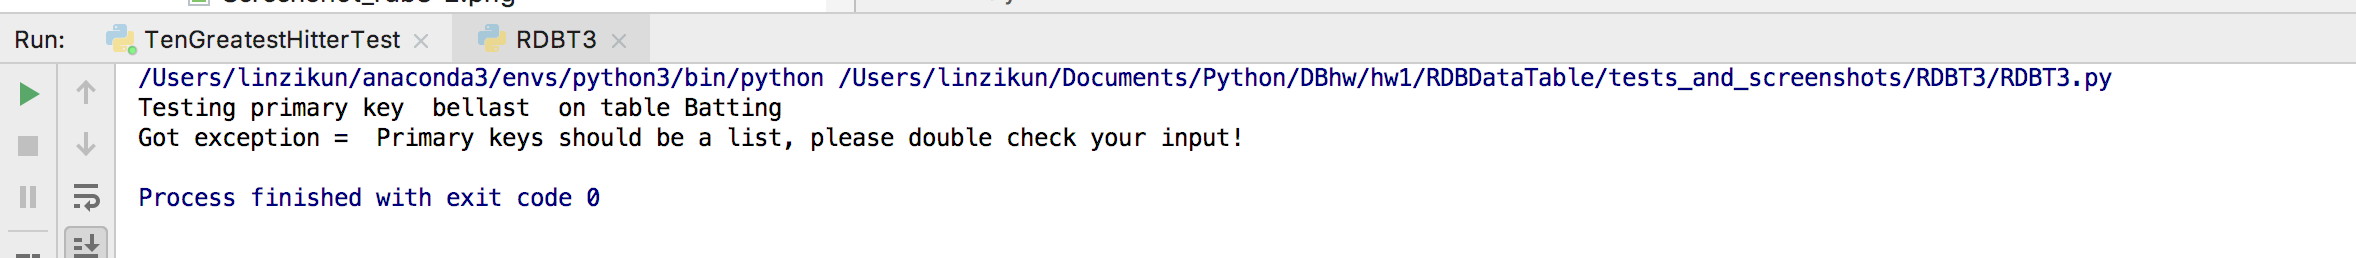 Run: TenGreatestHitterTest RDBT3
/Users/linzikun/anaconda3/envs/python3/bin/python /Users/linzikun/Documents/Python/DBhw/hw1/RDBDataTable/tests_and_screenshots/RDBT3/RDBT3.py
Testing primary key  bellast  on table Batting
Got exception =  Primary keys should be a list, please double check your input!
Process finished with exit code 0